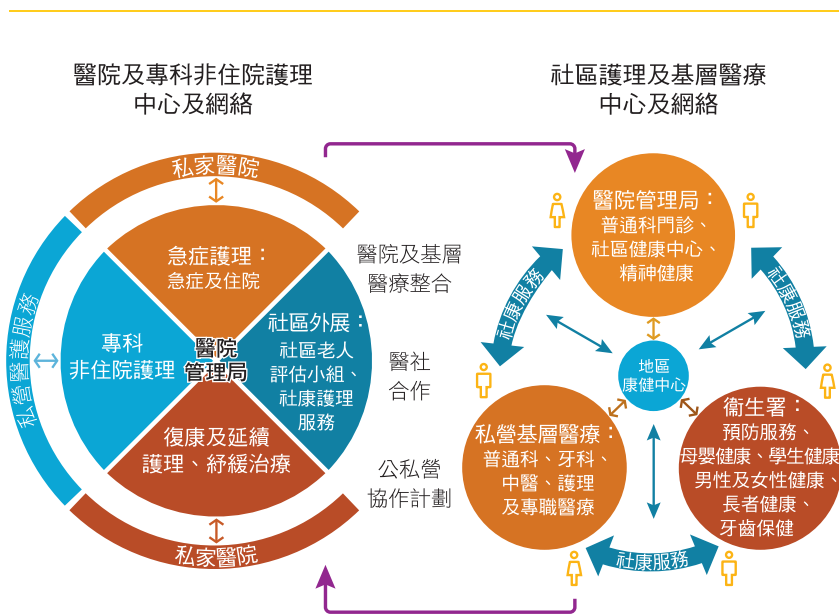 醫院及專科非住院護理
中心及網絡
私家醫院
急症護理：
急症及住院
私營醫護服務
專科
非住院護理
醫院
管理局
社區外展：
社區老人
評估小組、
社康護理
服務
復康及延續
護理、紓緩治療
私家醫院
醫院及基層
醫療整合
醫社
合作
公私營
協作計劃
社區護理及基層醫療
中心及網絡
醫院管理局：
普通科門診、
社區健康中心、
精神健康
社康服務
社康服務
地區
康健中心
私營基層醫療：
普通科、牙科、
中醫、護理
及專職醫療
衞生署：
預防服務、
母嬰健康、學生健康、
男性及女性健康、
長者健康、
牙齒保健
社康服務